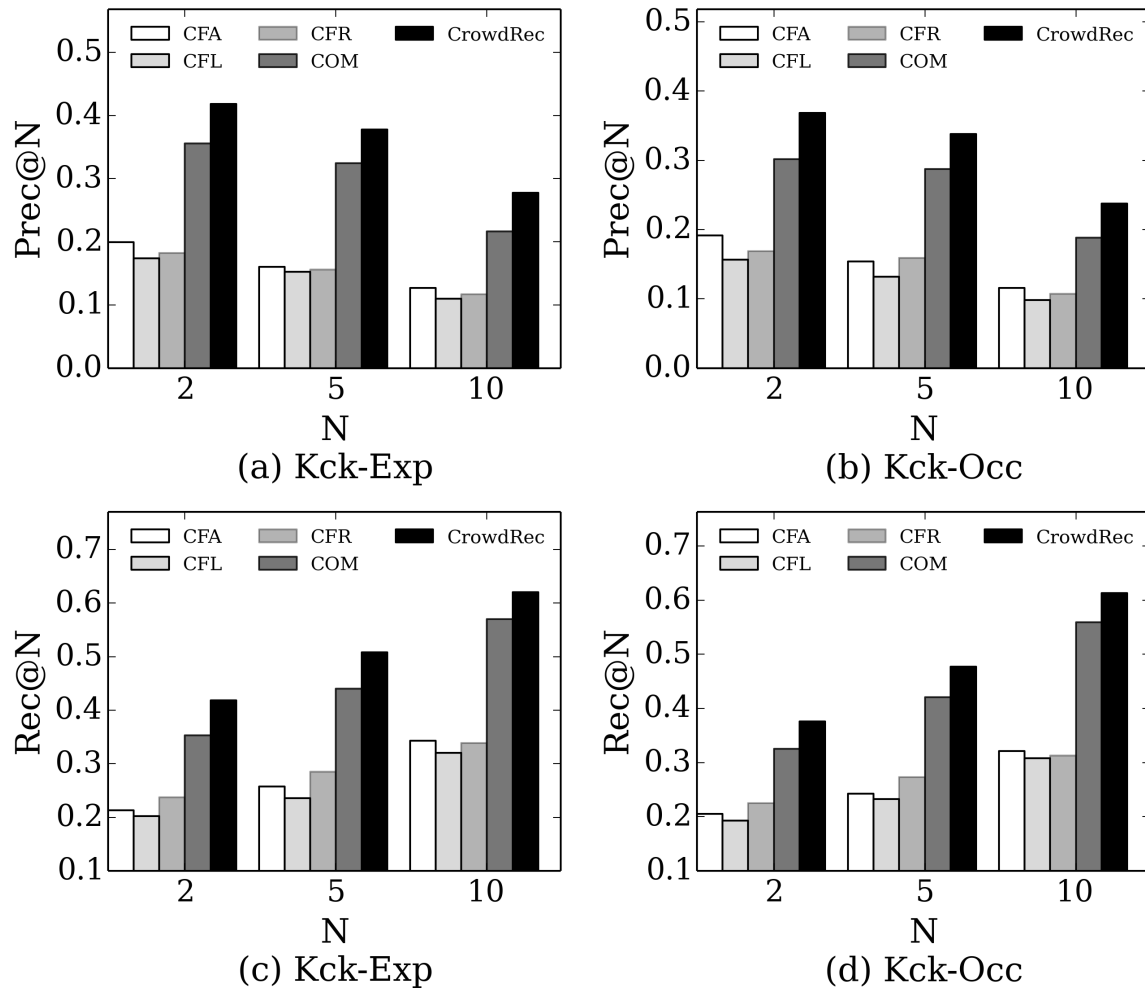 0.5
0.4
0.3
0.2
0.1
0.0
Prec@N
CFA CFR CrowdRec
CFL COM
2 5 10
N
(a) Kck-Exp
0.5
0.4
0.3
0.2
0.1
0.0
Prec@N
CFA CFR CrowdRec
CFL COM
2 5 10
N
(b) Kck-Occ
0.7
0.6
0.5
0.4
0.3
0.2
0.1
Rec@N
CFA CFR CrowdRec
CFL COM
2 5 10
N
(c) Kck-Exp
0.7
0.6
0.5
0.4
0.3
0.2
0.1
Rec@N
CFA CFR CrowdRec
CFL COM
2 5 10
N
(d) Kck-Occ